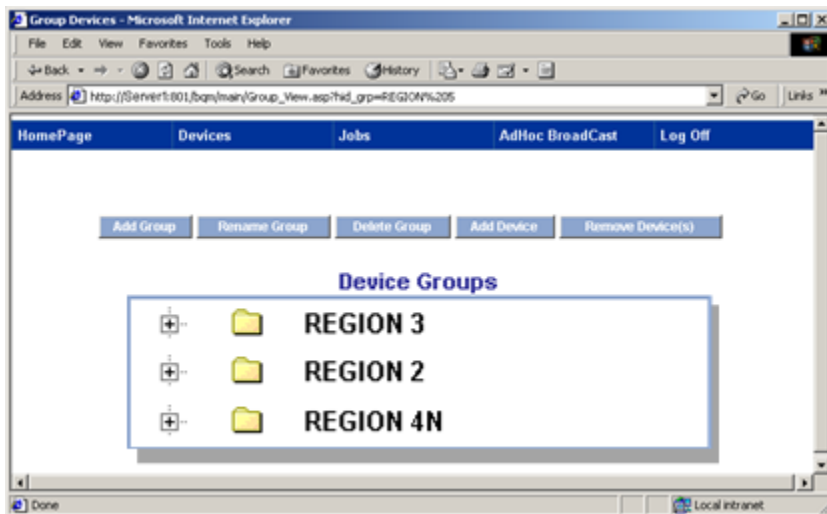 Group Devices - Microsoft Internet Explorer
File Edit View Favorites Tools Help
Back Search Favorites History
Address http://Server1:801/bqm/main/Group_View.asp?hid_grp=REGION%205 Go Links »
HomePage Devices Jobs AdHoc BroadCast Log Off
Add Group Rename Group Delete Group Add Device Remove Device(s)
Device Groups
REGION 3
REGION 2
REGION 4N
Done Local intranet